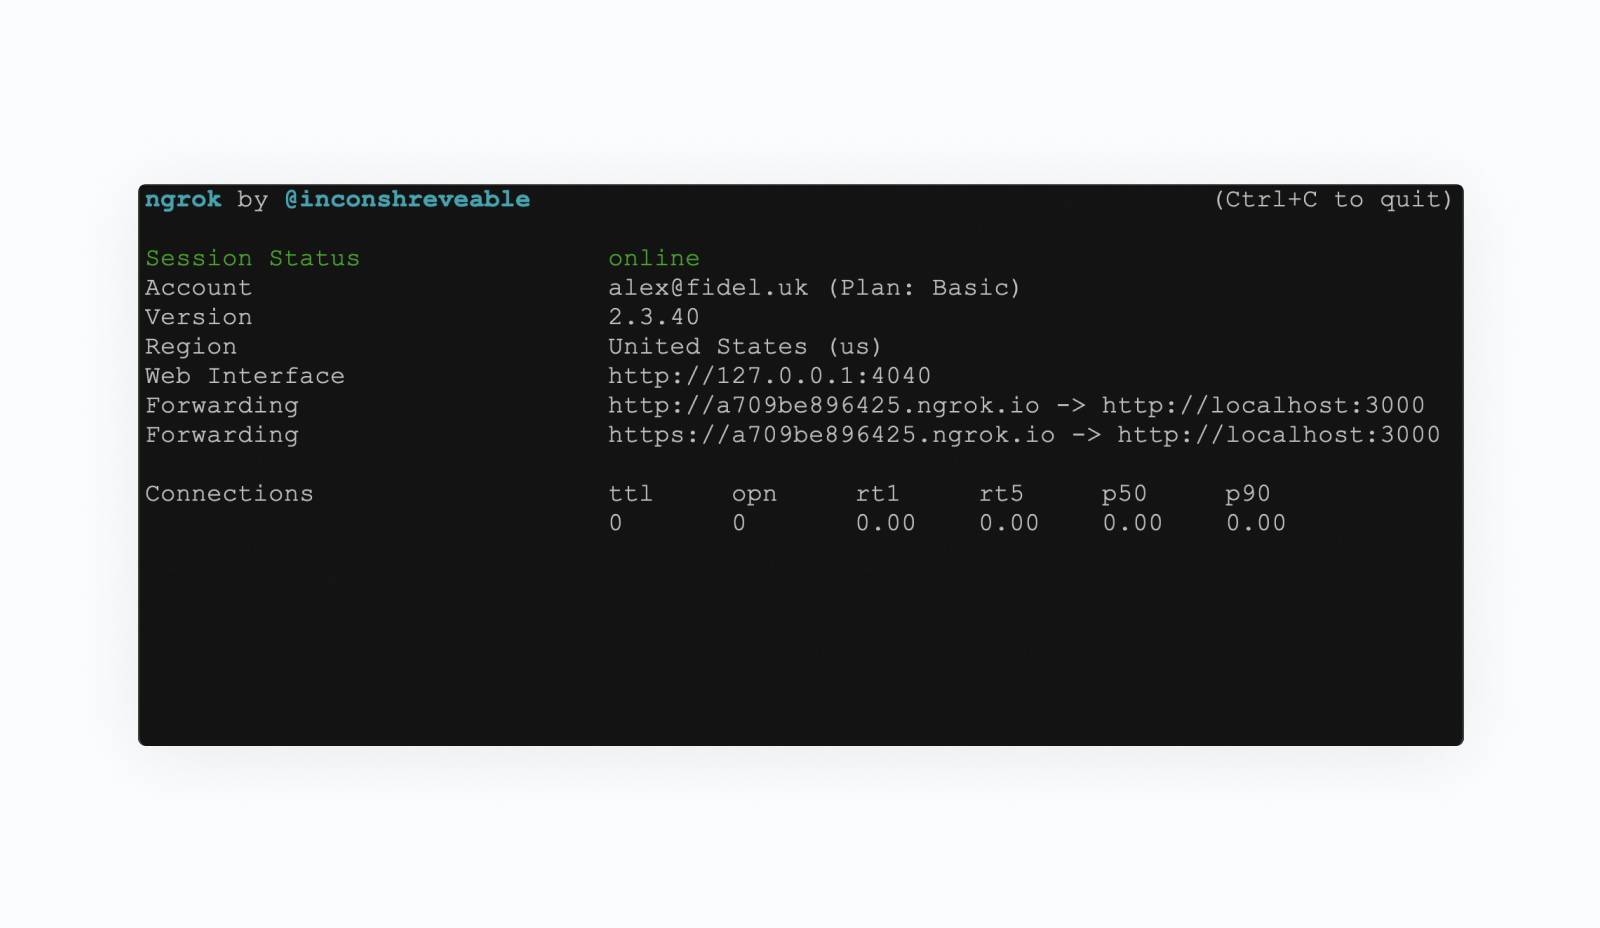 ngrok by @inconshreveable (Ctrl+C to quit)
Session Status online
Account alex@fidel.uk (Plan: Basic)
Version 2.3.40
Region United States (us)
Web Interface http://127.0.0.1:4040
Forwarding http://a709be896425.ngrok.io -> http://localhost:3000
Forwarding https://a709be896425.ngrok.io -> http://localhost:3000
Connections ttl opn rt1 rt5 p50 p90
0 0 0.00 0.00 0.00 0.00